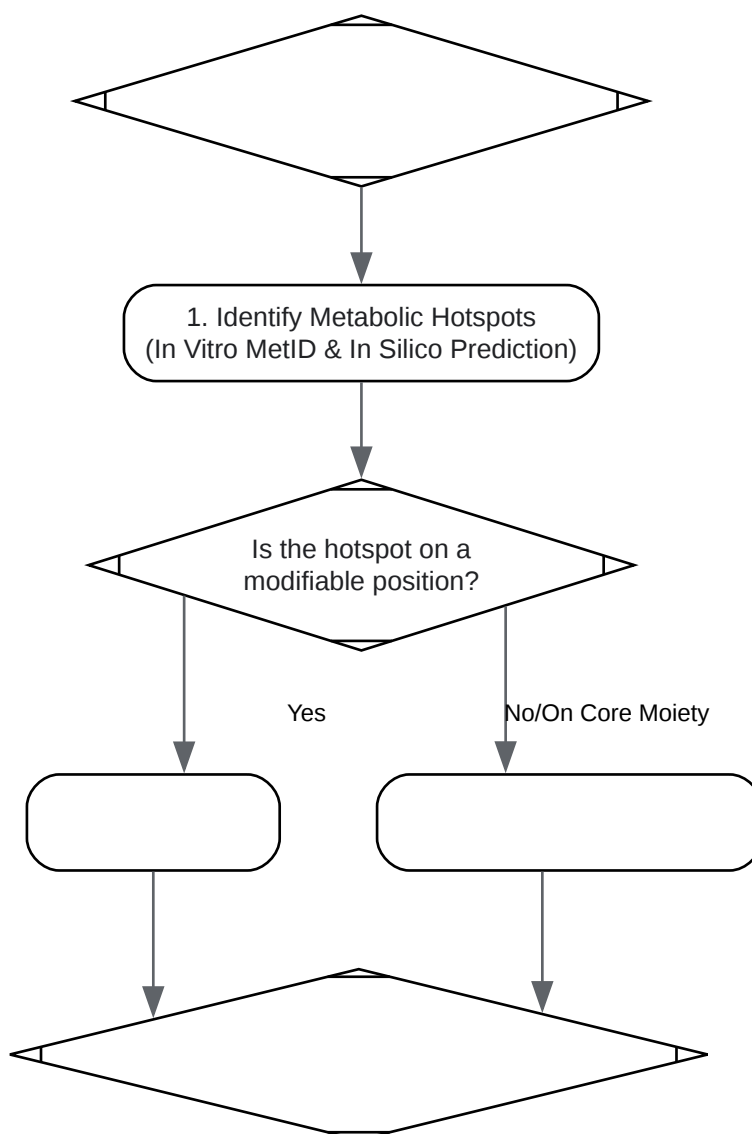 1. Identify Metabolic Hotspots
(In Vitro MetID & In Silico Prediction)
Is the hotspot on a
modifiable position?
Yes
No/On Core Moiety